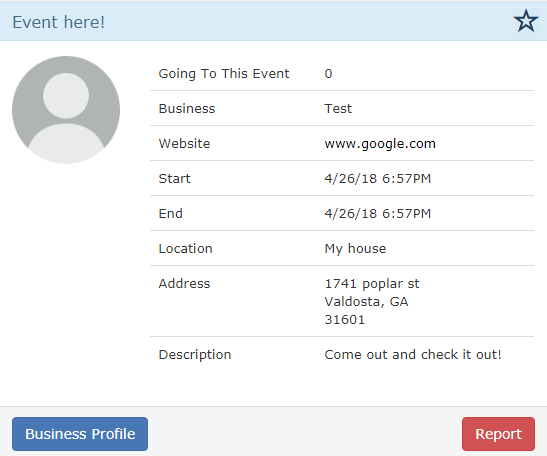 Event here!
Going To This Event 0
Business Test
Website www.google.com
Start 4/26/18 6:57PM
End 4/26/18 6:57PM
Location My house
Address 1741 poplar st
Valdosta, GA
31601
Description Come out and check it out!
Business Profile Report